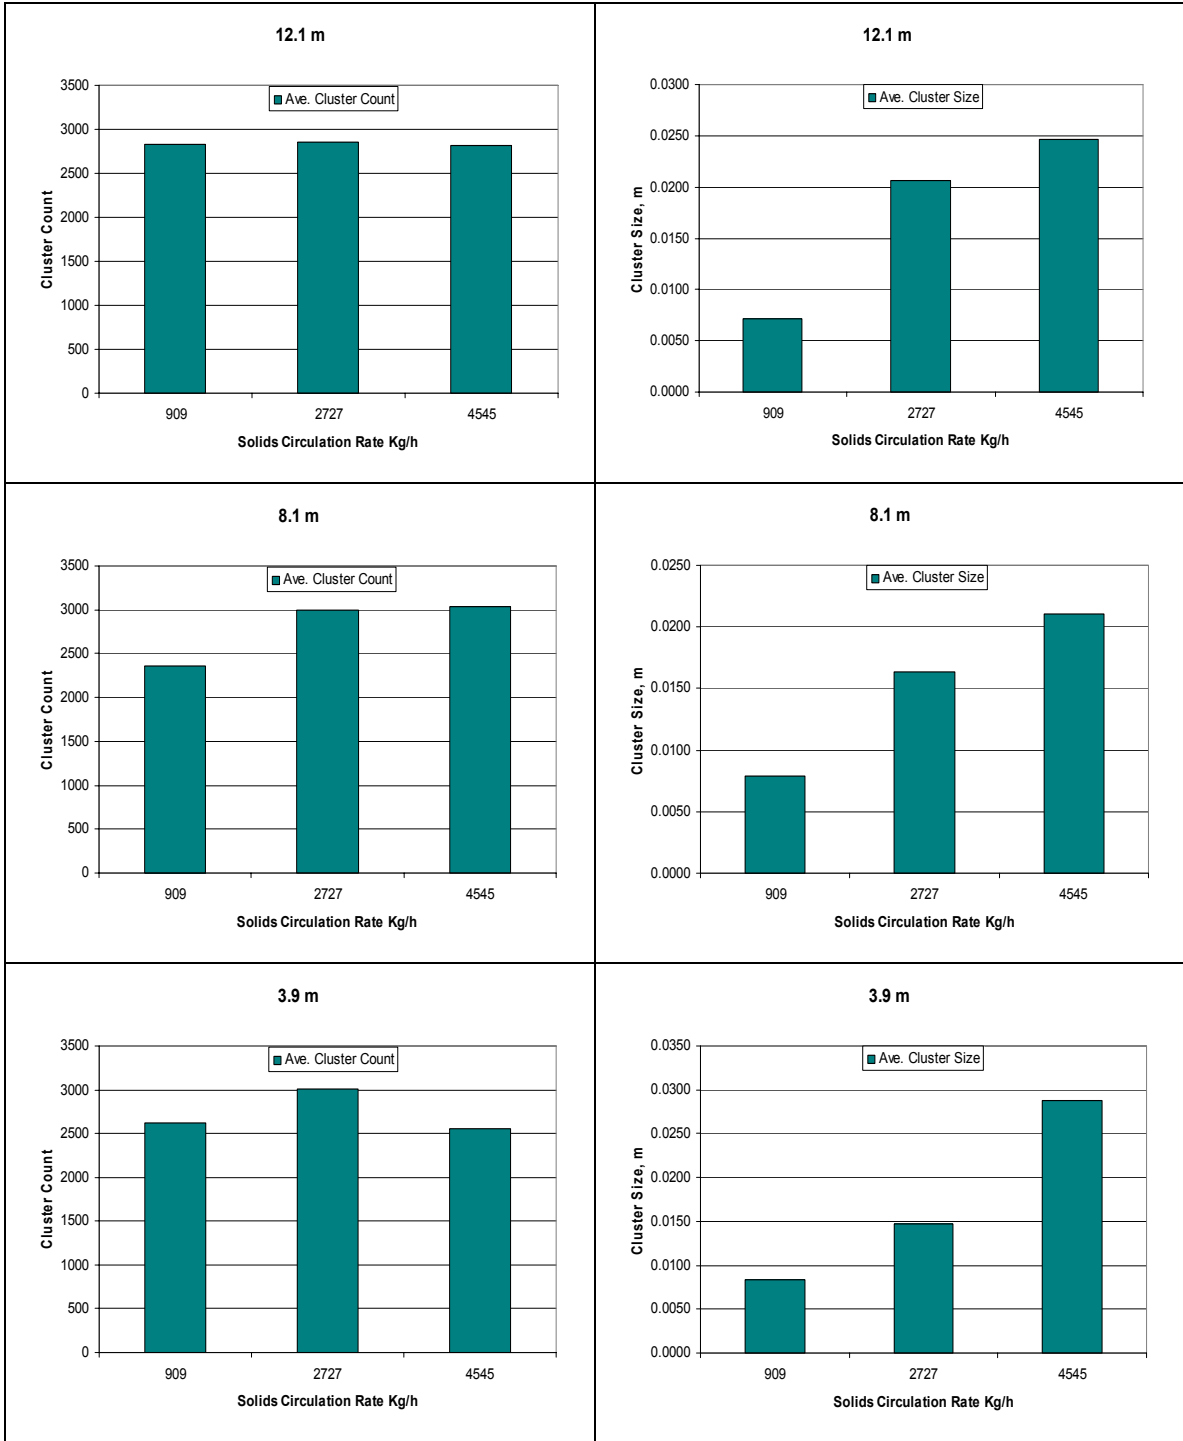 12.1 m
3500
3000
2500
2000
1500
1000
500
0
Cluster Count
Ave. Cluster Count
909 2727 4545
Solids Circulation Rate Kg/h
12.1 m
0.0300
0.0250
0.0200
0.0150
0.0100
0.0050
0.0000
Cluster Size, m
Ave. Cluster Size
909 2727 4545
Solids Circulation Rate Kg/h
8.1 m
3500
3000
2500
2000
1500
1000
500
0
Cluster Count
Ave. Cluster Count
909 2727 4545
Solids Circulation Rate Kg/h
8.1 m
0.0250
0.0200
0.0150
0.0100
0.0050
0.0000
Cluster Size, m
Ave. Cluster Size
909 2727 4545
Solids Circulation Rate Kg/h
3.9 m
3500
3000
2500
2000
1500
1000
500
0
Cluster Count
Ave. Cluster Count
909 2727 4545
Solids Circulation Rate Kg/h
3.9 m
0.0350
0.0300
0.0250
0.0200
0.0150
0.0100
0.0050
0.0000
Cluster Size, m
Ave. Cluster Size
909 2727 4545
Solids Circulation Rate Kg/h